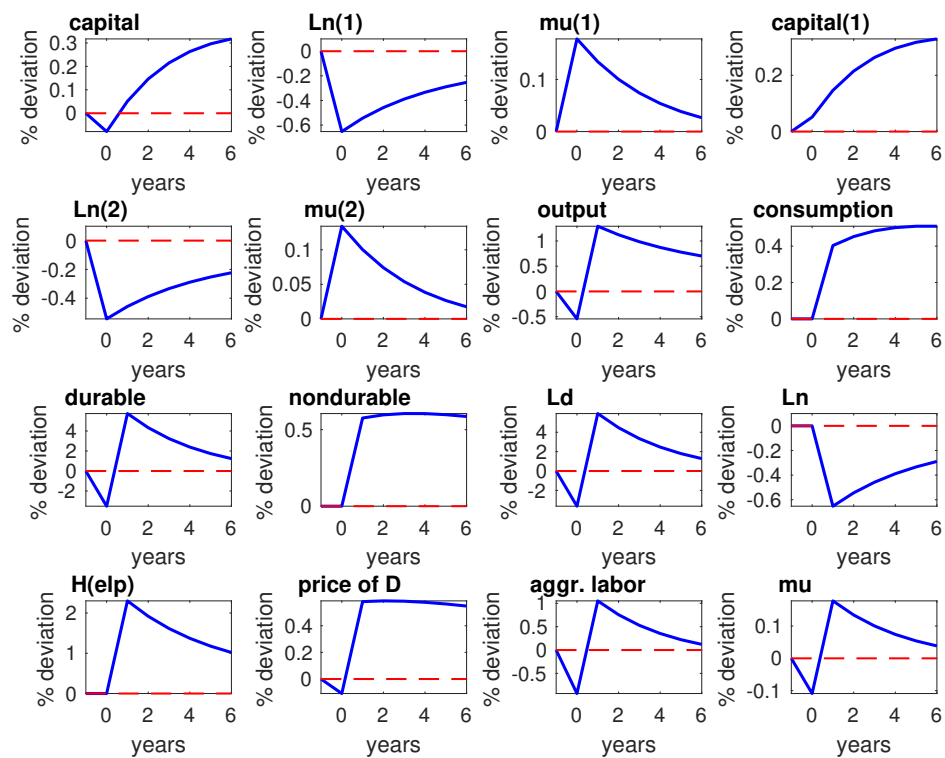 capital
Ln(1)
mu(1)
capital(1)
% deviation
0.3
0.2
0.1
0
0 2 4 6
years
% deviation
0
-0.2
-0.4
-0.6
0 2 4 6
years
% deviation
0.1
0
0 2 4 6
years
% deviation
0.2
0
0 2 4 6
years
Ln(2)
mu(2)
output
consumption
% deviation
0
-0.2
-0.4
0 2 4 6
years
% deviation
0.1
0.05
0
0 2 4 6
years
% deviation
1
0.5
0
-0.5
0 2 4 6
years
% deviation
0.4
0.2
0
0 2 4 6
years
durable
nondurable
Ld
Ln
% deviation
4
2
0
-2
0 2 4 6
years
% deviation
0.5
0
0 2 4 6
years
% deviation
4
2
0
-2
0 2 4 6
years
% deviation
0
-0.2
-0.4
-0.6
0 2 4 6
years
H(elp)
price of D
aggr. labor
mu
% deviation
2
1
0
0 2 4 6
years
% deviation
0.4
0.2
0
0 2 4 6
years
% deviation
1
0.5
0
-0.5
0 2 4 6
years
% deviation
0.1
0
-0.1
0 2 4 6
years